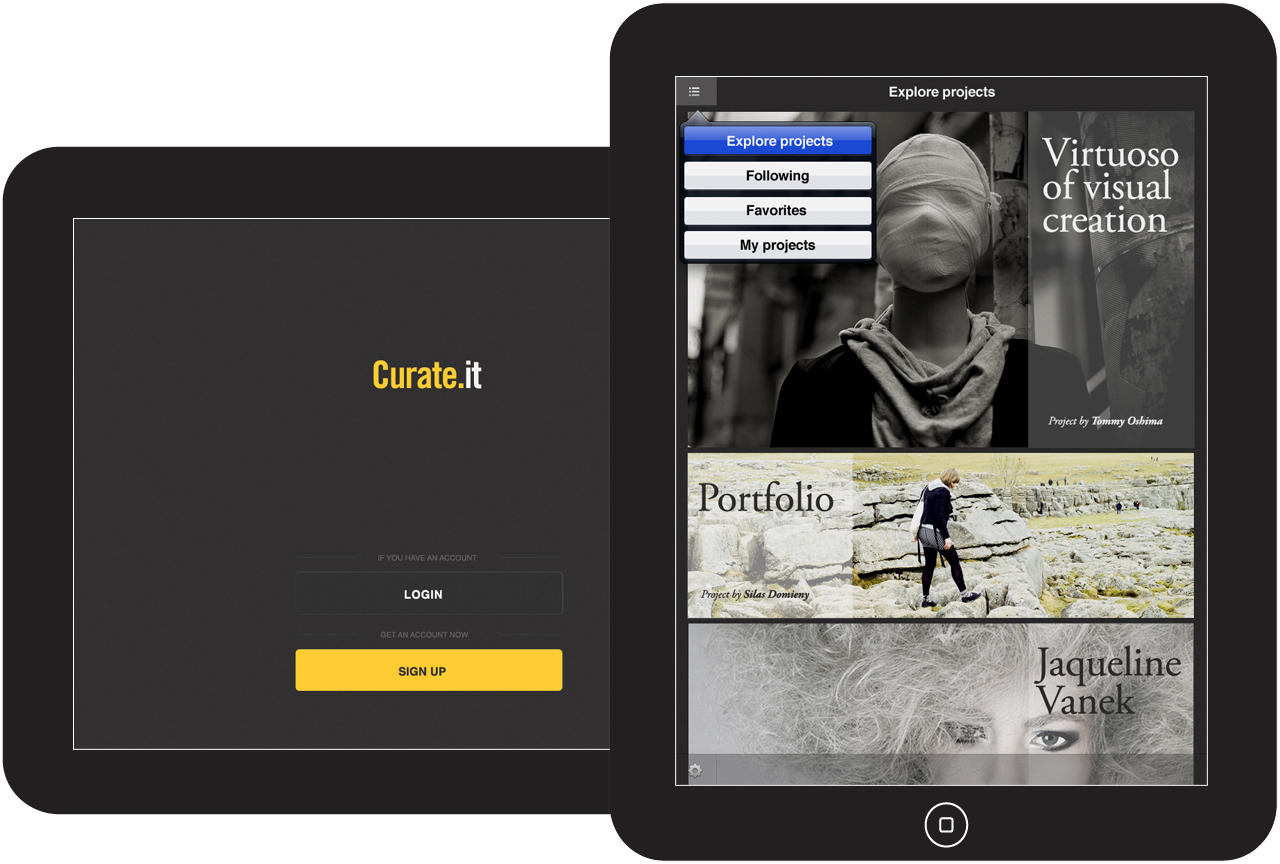 Curate.it
IF YOU HAVE AN ACCOUNT
LOGIN
GET AN ACCOUNT NOW
SIGN UP
Explore projects
Explore projects
Following
Favorites
My projects
Virtuoso
of visual
creation
Project by Tommy Oshima
Portfolio
Project by Silas Domieny
Jaqueline
Vanek